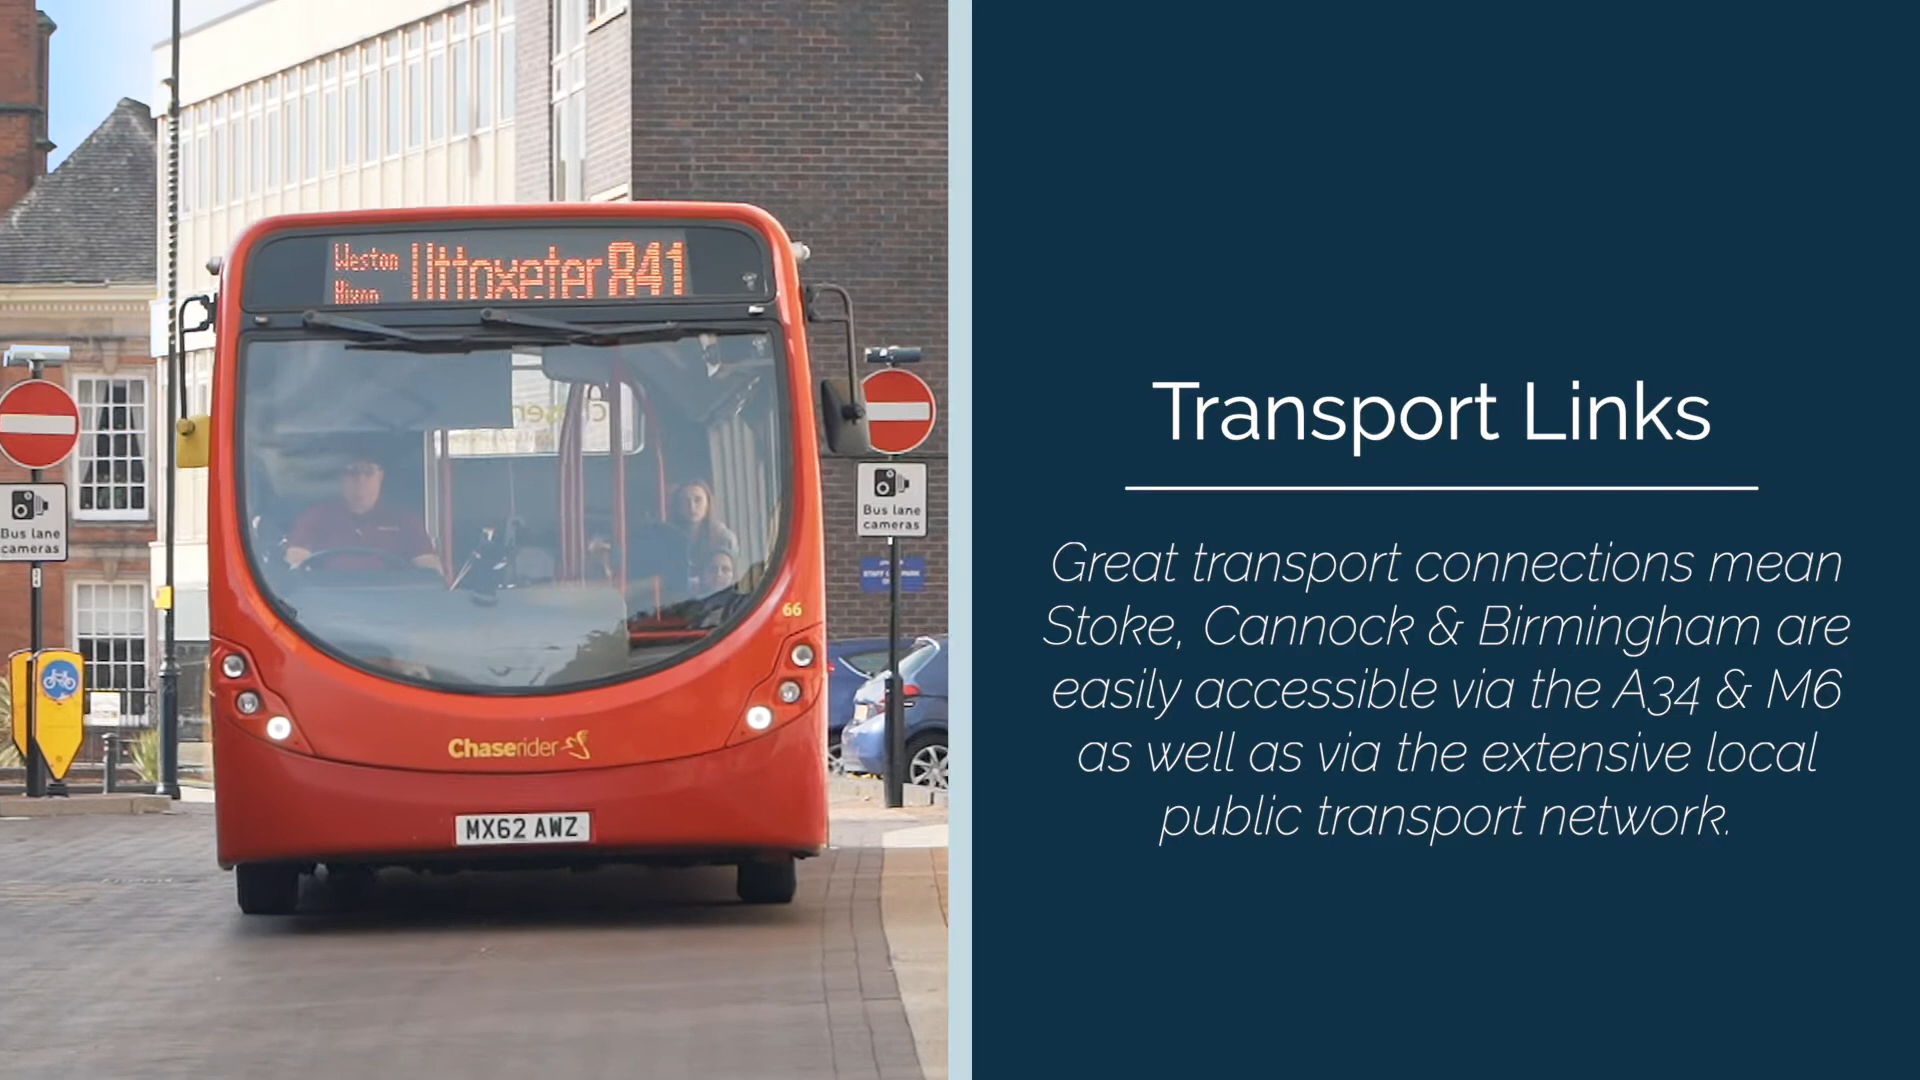 Weston
Hixon
Uttoxeter 841
Bus lane
cameras
Bus lane
cameras
66
Chaserider
MX62 AWZ
Transport Links
Great transport connections mean
Stoke, Cannock & Birmingham are
easily accessible via the A34 & M6
as well as via the extensive local
public transport network.